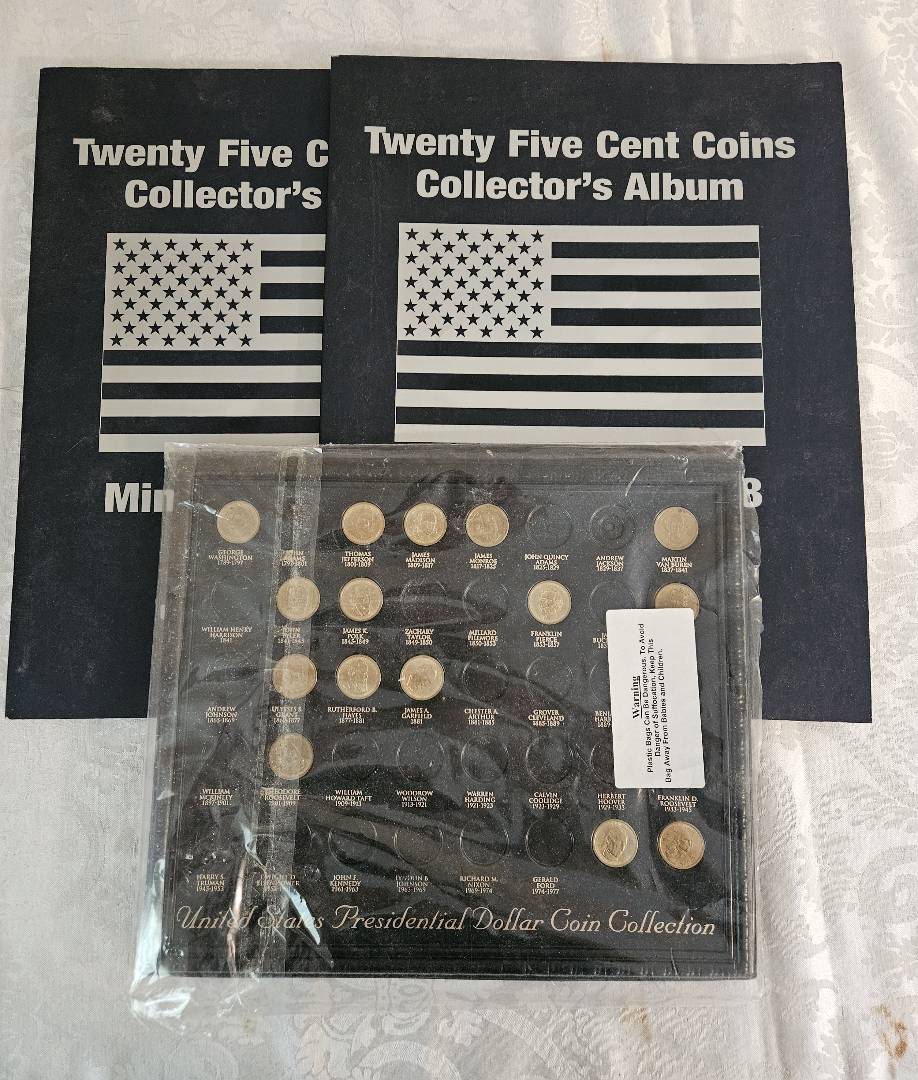 Twenty Five C
Collector's
Min
Twenty Five Cent Coins
Collector's Album
8
GEORGE
WASHINGTON
1789-1797
ADAMS
1797-1801
THOMAS
JEFFERSON
1801-1809
JAMES
MADISON
1809-1817
JAMES
MONROE
1817-1825
JOHN QUINCY
ADAMS
1825-1829
ANDREW
JACKSON
1829-1837
MARTIN
VAN BUREN
1837-1841
WILLIAM HENRY
HARRISON
1841
JOHN
TYLER
1841-1845
JAMES K.
POLK
1845-1849
ZACHARY
TAYLOR
1849-1850
MILLARD
FILLMORE
1850-1853
FRANKLIN
PIERCE
1853-1857
ANDREW
JOHNSON
1865-1869
ULYSSES S.
GRANT
1869-1877
RUTHERFORD B.
HAYES
1877-1881
JAMES A.
GARFIELD
1881
CHESTER A.
ARTHUR
1881-1885
GROVER
CLEVELAND
1885-1889
WILLIAM
MCKINLEY
1897-1901
ROOSEVELT
1901-1909
WILLIAM
HOWARD TAFT
1909-1913
WOODROW
WILSON
1913-1921
WARREN
HARDING
1921-1923
CALVIN
COOLIDGE
1923-1929
HERBERT
HOOVER
1929-1933
FRANKLIN D.
ROOSEVELT
1933-1945
HARRY S.
TRUMAN
1945-1953
DWIGHT D.
EISENHOWER
JOHN F.
KENNEDY
1961-1963
LYNDON B.
JOHNSON
1963-1969
RICHARD M.
NIXON
1969-1974
GERALD
FORD
1974-1977
United States Presidential Dollar Coin Collection
Warning
Plastic Bags Can Be Dangerous. To Avoid
Danger of Suffocation, Keep This
Bag Away From Babies and Children.